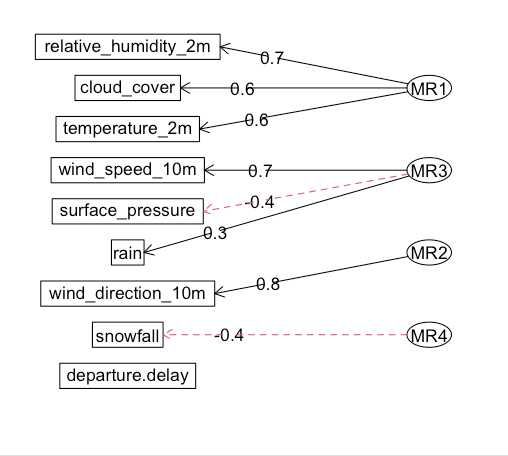 relative_humidity_2m
0.7
cloud_cover
0.6
MR1
temperature_2m
0.6
wind_speed_10m
0.7
MR3
surface_pressure
-0.4
rain
0.3
MR2
wind_direction_10m
0.8
snowfall
-0.4
MR4
departure.delay